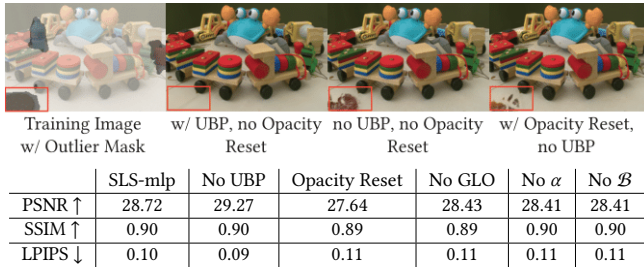 Training Image w/ UBP, no Opacity no UBP, no Opacity w/ Opacity Reset,
w/ Outlier Mask Reset Reset no UBP
SLS-mlp No UBP Opacity Reset No GLO No α No ℬ
PSNR ↑ 28.72 29.27 27.64 28.43 28.41 28.41
SSIM ↑ 0.90 0.90 0.89 0.89 0.90 0.90
LPIPS ↓ 0.10 0.09 0.11 0.11 0.11 0.11